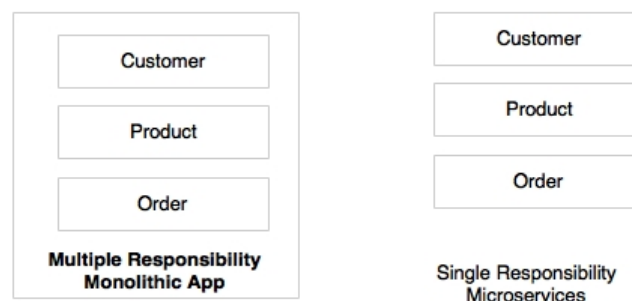 Customer
Product
Order
Multiple Responsibility
Monolithic App
Customer
Product
Order
Single Responsibility
Microservices